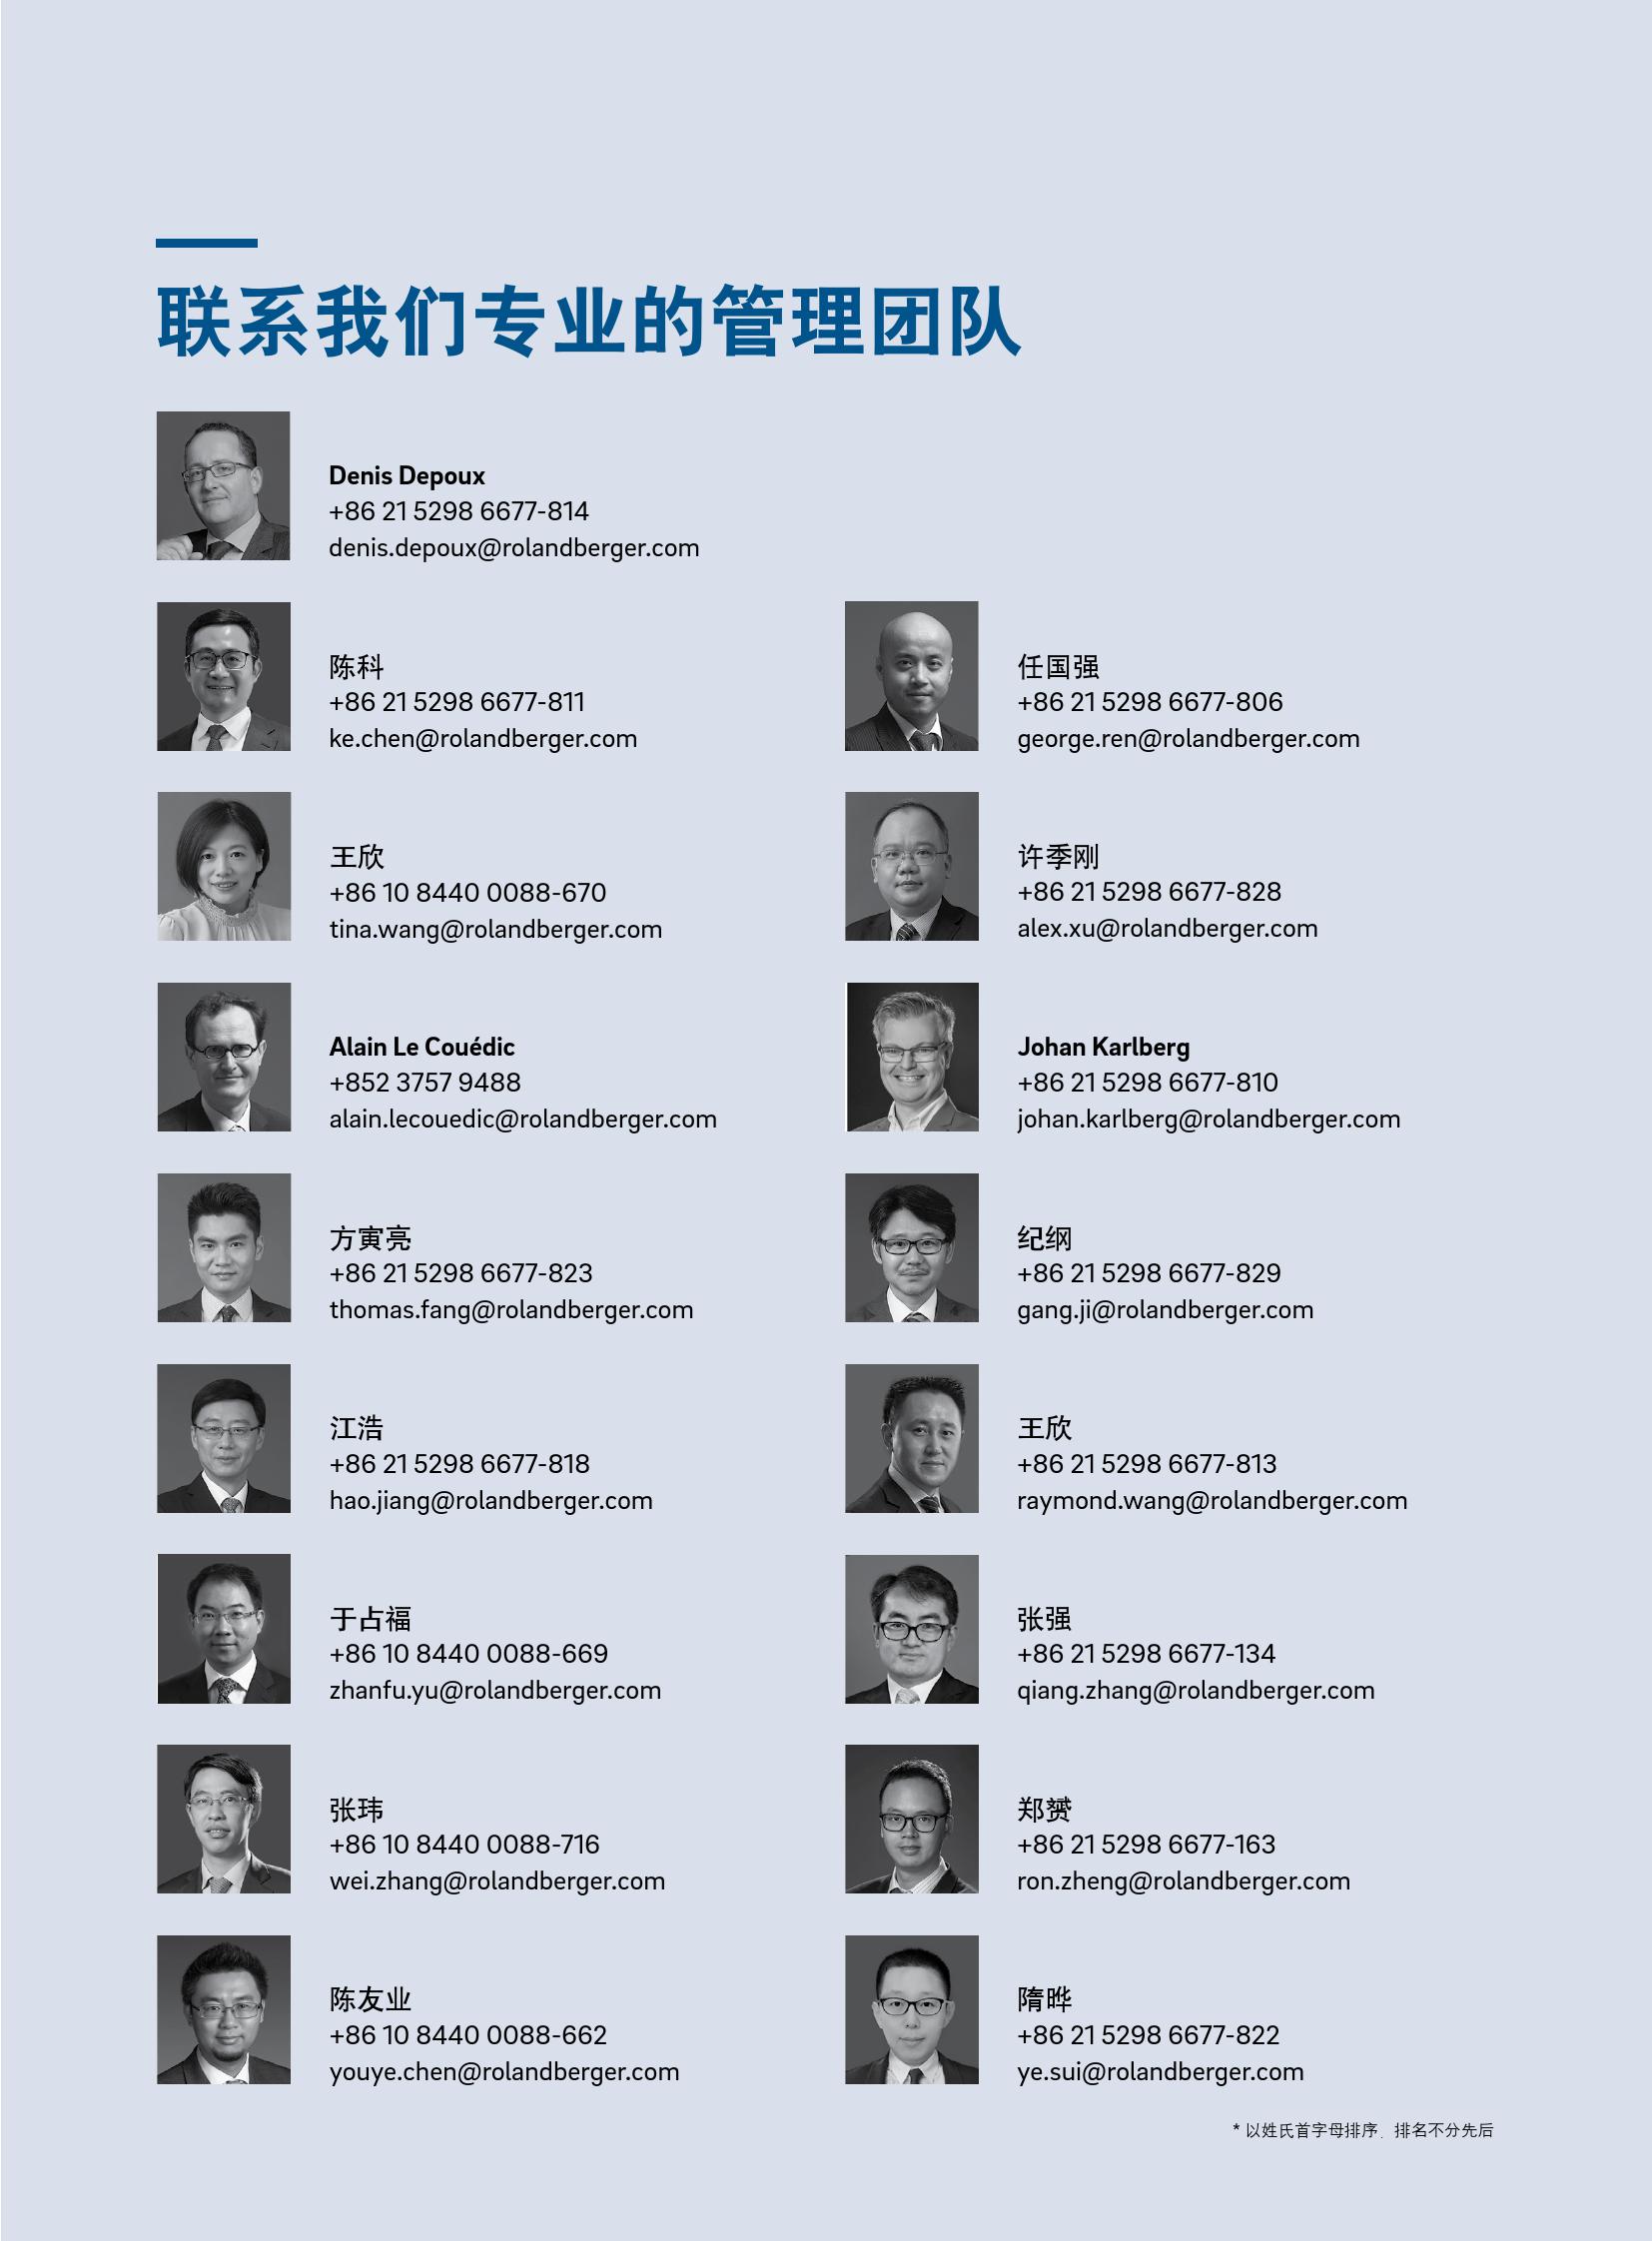 联系我们专业的管理团队
Denis Depoux
+86 21 5298 6677-814
denis.depoux@rolandberger.com
陈科
+86 21 5298 6677-811
ke.chen@rolandberger.com
任国强
+86 21 5298 6677-806
george.ren@rolandberger.com
王欣
+86 10 8440 0088-670
tina.wang@rolandberger.com
许季刚
+86 21 5298 6677-828
alex.xu@rolandberger.com
Alain Le Couédic
+852 3757 9488
alain.lecouedic@rolandberger.com
Johan Karlberg
+86 21 5298 6677-810
johan.karlberg@rolandberger.com
方寅亮
+86 21 5298 6677-823
thomas.fang@rolandberger.com
纪纲
+86 21 5298 6677-829
gang.ji@rolandberger.com
江浩
+86 21 5298 6677-818
hao.jiang@rolandberger.com
王欣
+86 21 5298 6677-813
raymond.wang@rolandberger.com
于占福
+86 10 8440 0088-669
zhanfu.yu@rolandberger.com
张强
+86 21 5298 6677-134
qiang.zhang@rolandberger.com
张玮
+86 10 8440 0088-716
wei.zhang@rolandberger.com
郑赟
+86 21 5298 6677-163
ron.zheng@rolandberger.com
陈友业
+86 10 8440 0088-662
youye.chen@rolandberger.com
隋晔
+86 21 5298 6677-822
ye.sui@rolandberger.com
* 以姓氏首字母排序，排名不分先后